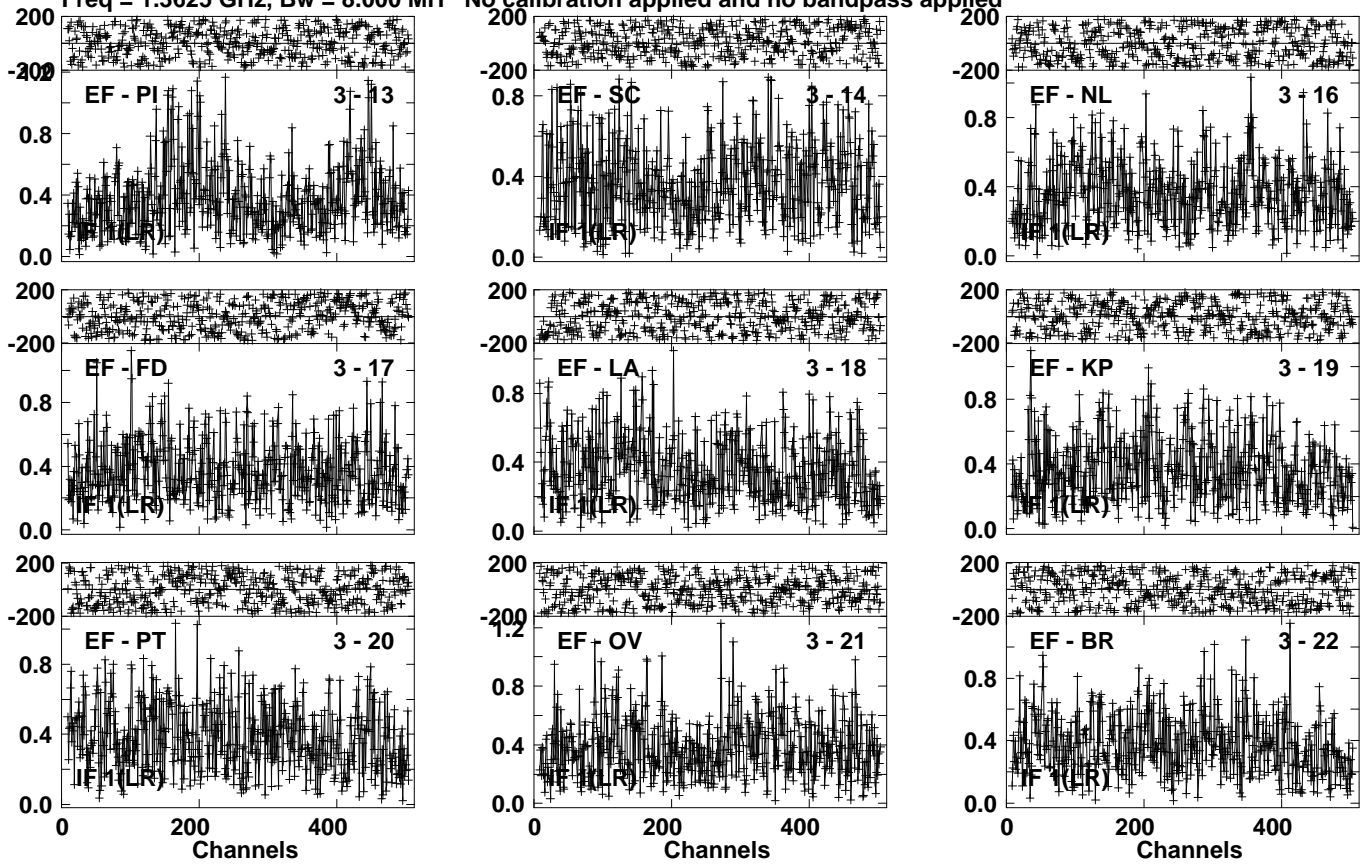 Freq = 1.3625 GHz, Bw = 8.000 MH No calibration applied and no bandpass applied
200 200 200
-200 -200 -200
1.2
EF - PI 3 - 13 EF - SC 3 - 14 EF - NL 3 - 16
0.8 0.8 0.8
0.4 0.4 0.4
IF 1(LR) IF 1(LR) IF 1(LR)
0.0 0.0 0.0
200 200 200
-200 -200 -200
EF - FD 3 - 17 EF - LA 3 - 18 EF - KP 3 - 19
0.8 0.8 0.8
0.4 0.4 0.4
IF 1(LR) IF 1(LR) IF 1(LR)
0.0 0.0 0.0
200 200 200
-200 -200 -200
1.2
EF - PT 3 - 20 EF - OV 3 - 21 EF - BR 3 - 22
0.8 0.8 0.8
0.4 0.4 0.4
IF 1(LR) IF 1(LR) IF 1(LR)
0.0 0.0 0.0
0 200 400 0 200 400 0 200 400
Channels Channels Channels